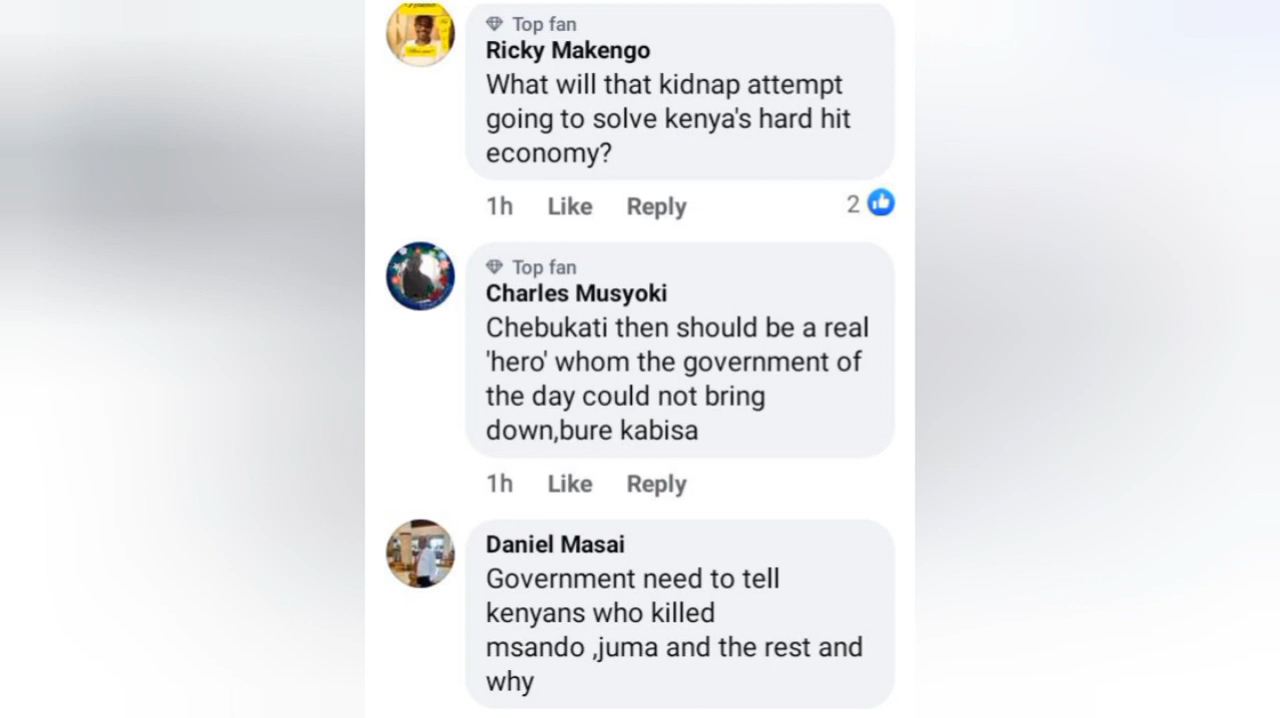 Top fan
Ricky Makengo
What will that kidnap attempt
going to solve kenya's hard hit
economy?
1h Like Reply 2
Top fan
Charles Musyoki
Chebukati then should be a real
'hero' whom the government of
the day could not bring
down,bure kabisa
1h Like Reply
Daniel Masai
Government need to tell
kenyans who killed
msando ,juma and the rest and
why